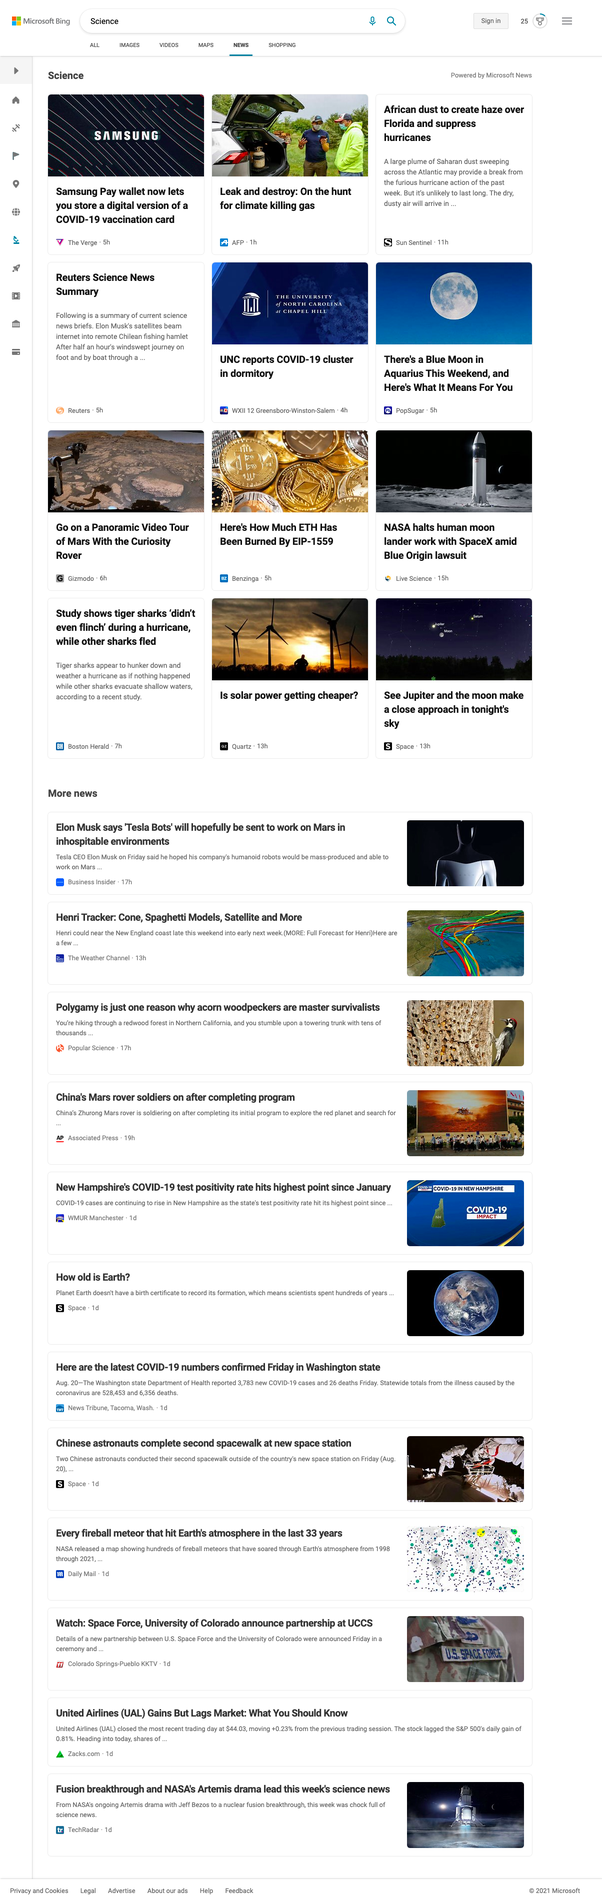 Microsoft Bing
Science
Sign in
25
ALL
IMAGES
VIDEOS
MAPS
NEWS
SHOPPING
Science
Powered by Microsoft News
SAMSUNG
Samsung Pay wallet now lets
you store a digital version of a
COVID-19 vaccination card
The Verge · 5h
Leak and destroy: On the hunt
for climate killing gas
AFP · 1h
African dust to create haze over
Florida and suppress
hurricanes
A large plume of Saharan dust sweeping
across the Atlantic may provide a break from
the furious hurricane action of the past
week. But it's unlikely to last long. The dry,
dusty air will arrive in ...
Sun Sentinel · 11h
Reuters Science News
Summary
Following is a summary of current science
news briefs. Elon Musk's satellites beam
internet into remote Chilean fishing hamlet
After half an hour's windswept journey on
foot and by boat through a ...
Reuters · 5h
THE UNIVERSITY
of NORTH CAROLINA
at CHAPEL HILL
UNC reports COVID-19 cluster
in dormitory
WXII 12 Greensboro-Winston-Salem · 4h
There's a Blue Moon in
Aquarius This Weekend, and
Here's What It Means For You
PopSugar · 5h
Go on a Panoramic Video Tour
of Mars With the Curiosity
Rover
Gizmodo · 6h
Here's How Much ETH Has
Been Burned By EIP-1559
Benzinga · 5h
NASA halts human moon
lander work with SpaceX amid
Blue Origin lawsuit
Live Science · 15h
Study shows tiger sharks 'didn't
even flinch' during a hurricane,
while other sharks fled
Tiger sharks appear to hunker down and
weather a hurricane as if nothing happened
while other sharks evacuate shallow waters,
according to a recent study.
Boston Herald · 7h
Is solar power getting cheaper?
Quartz · 13h
Jupiter
Moon
Saturn
See Jupiter and the moon make
a close approach in tonight's
sky
Space · 13h
More news
Elon Musk says 'Tesla Bots' will hopefully be sent to work on Mars in
inhospitable environments
Tesla CEO Elon Musk on Friday said he hoped his company's humanoid robots would be mass-produced and able to
work on Mars ...
Business Insider · 17h
Henri Tracker: Cone, Spaghetti Models, Satellite and More
Henri could near the New England coast late this weekend into early next week.(MORE: Full Forecast for Henri)Here are
a few ...
The Weather Channel · 13h
Polygamy is just one reason why acorn woodpeckers are master survivalists
You're hiking through a redwood forest in Northern California, and you stumble upon a towering trunk with tens of
thousands ...
Popular Science · 17h
China's Mars rover soldiers on after completing program
China's Zhurong Mars rover is soldiering on after completing its initial program to explore the red planet and search for
...
AP
Associated Press · 19h
New Hampshire's COVID-19 test positivity rate hits highest point since January
COVID-19 cases are continuing to rise in New Hampshire as the state's test positivity rate hit its highest point since ...
WMUR Manchester · 1d
COVID-19 IN NEW HAMPSHIRE
COVID-19
IMPACT
How old is Earth?
Planet Earth doesn't have a birth certificate to record its formation, which means scientists spent hundreds of years ...
Space · 1d
Here are the latest COVID-19 numbers confirmed Friday in Washington state
Aug. 20—The Washington state Department of Health reported 3,783 new COVID-19 cases and 26 deaths Friday. Statewide totals from the illness caused by the
coronavirus are 528,453 and 6,356 deaths.
News Tribune, Tacoma, Wash. · 1d
Chinese astronauts complete second spacewalk at new space station
Two Chinese astronauts conducted their second spacewalk outside of the country's new space station on Friday (Aug.
20), ...
Space · 1d
Every fireball meteor that hit Earth's atmosphere in the last 33 years
NASA released a map showing hundreds of fireball meteors that have soared through Earth's atmosphere from 1998
through 2021, ...
Daily Mail · 1d
Watch: Space Force, University of Colorado announce partnership at UCCS
Details of a new partnership between U.S. Space Force and the University of Colorado were announced Friday in a
ceremony and ...
Colorado Springs-Pueblo KKTV · 1d
U.S. SPACE FORCE
United Airlines (UAL) Gains But Lags Market: What You Should Know
United Airlines (UAL) closed the most recent trading day at $44.03, moving +0.23% from the previous trading session. The stock lagged the S&P 500's daily gain of
0.81%. Heading into today, shares of ...
Zacks.com · 1d
Fusion breakthrough and NASA's Artemis drama lead this week's science news
From NASA's ongoing Artemis drama with Jeff Bezos to a nuclear fusion breakthrough, this week was chock full of
science news.
tr
TechRadar · 1d
Privacy and Cookies
Legal
Advertise
About our ads
Help
Feedback
© 2021 Microsoft